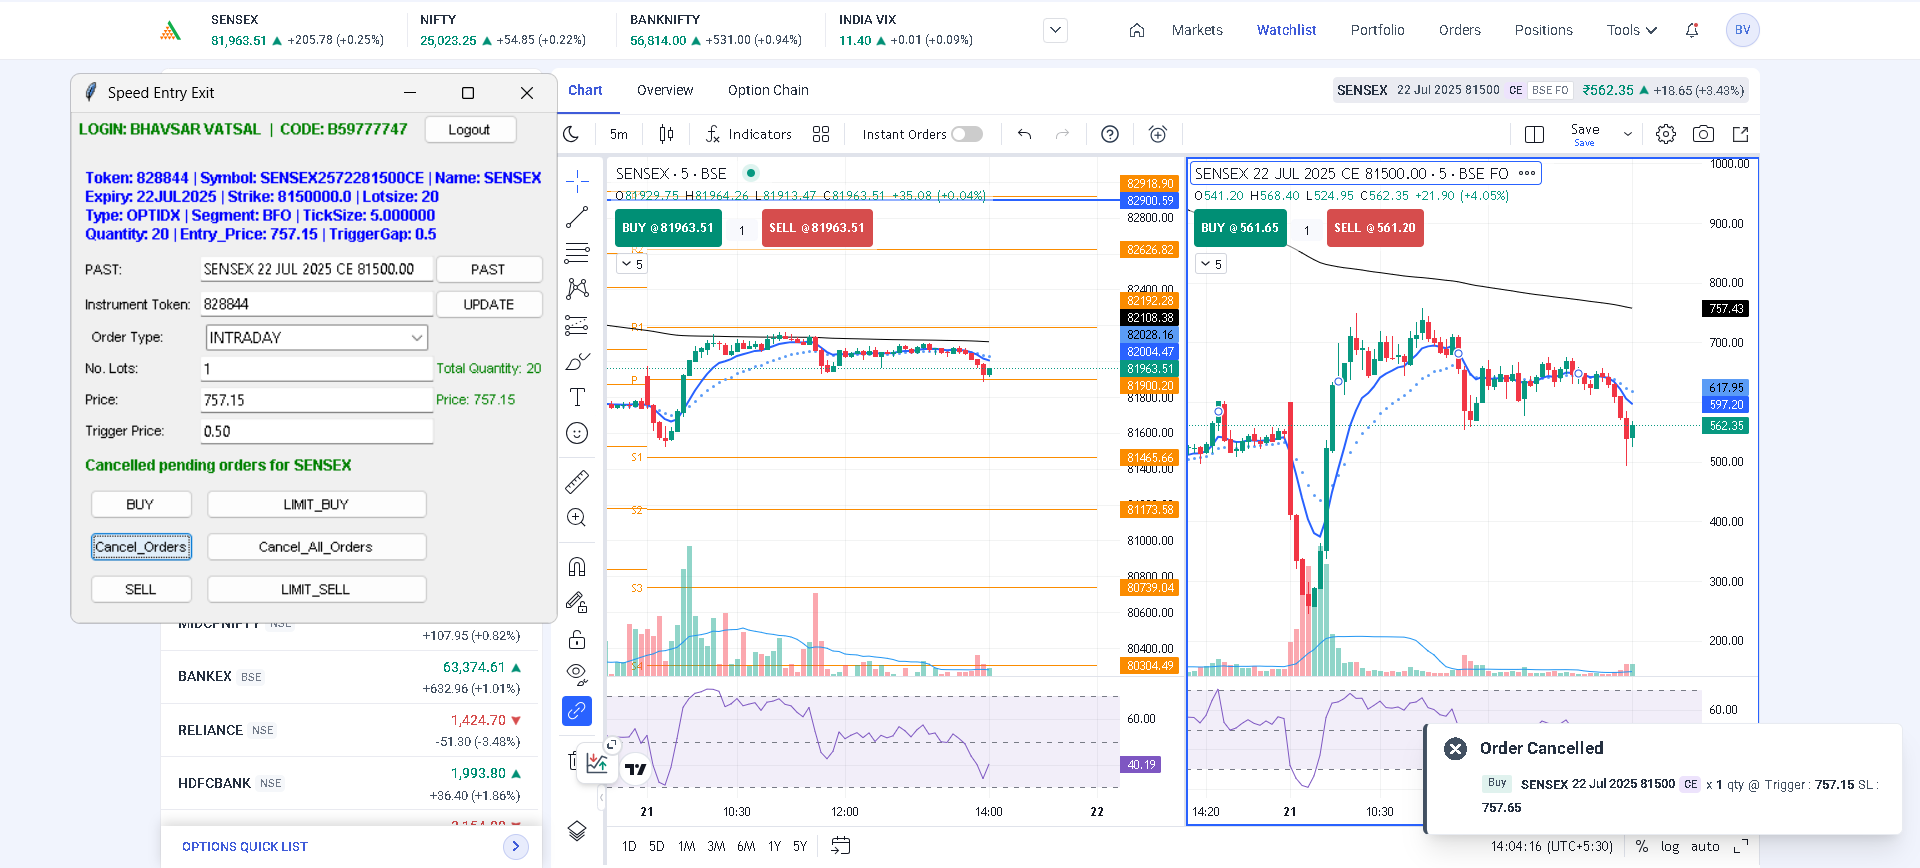 SENSEX
81,963.51 ▲ +205.78 (+0.25%)
NIFTY
25,023.25 ▲ +54.85 (+0.22%)
BANKNIFTY
56,814.00 ▲ +531.00 (+0.94%)
INDIA VIX
11.40 ▲ +0.01 (+0.09%)
Markets
Watchlist
Portfolio
Orders
Positions
Tools
BV
Speed Entry Exit
LOGIN: BHAVSAR VATSAL | CODE: B59777747
Logout
Token: 828844 | Symbol: SENSEX2572281500CE | Name: SENSEX
Expiry: 22JUL2025 | Strike: 8150000.0 | Lotsize: 20
Type: OPTIDX | Segment: BFO | TickSize: 5.000000
Quantity: 20 | Entry_Price: 757.15 | TriggerGap: 0.5
PAST: SENSEX 22 JUL 2025 CE 81500.00 PAST
Instrument Token: 828844 UPDATE
Order Type: INTRADAY
No. Lots: 1 Total Quantity: 20
Price: 757.15 Price: 757.15
Trigger Price: 0.50
Cancelled pending orders for SENSEX
BUY LIMIT_BUY
Cancel_Orders Cancel_All_Orders
SELL LIMIT_SELL
MIDCPNIFTY NSE
+107.95 (+0.82%)
BANKEX BSE 63,374.61 ▲
+632.96 (+1.01%)
RELIANCE NSE 1,424.70 ▼
-51.30 (-3.48%)
HDFCBANK NSE 1,993.80 ▲
+36.40 (+1.86%)
OPTIONS QUICK LIST
Chart
Overview
Option Chain
SENSEX 22 Jul 2025 81500 CE BSE FO ₹562.35 ▲ +18.65 (+3.43%)
5m
Indicators
Instant Orders
Save
Save
SENSEX · 5 · BSE
O81929.75 H81964.26 L81913.47 C81963.51 +35.08 (+0.04%)
BUY @ 81963.51
1
SELL @ 81963.51
5
R2
R1
P
S1
S2
S3
S4
82918.90
82900.59
82800.00
82626.82
82400.00
82192.28
82108.38
82028.16
82004.47
81963.51
81900.20
81800.00
81600.00
81465.66
81400.00
81173.58
81000.00
80800.00
80739.04
80600.00
80400.00
80304.49
60.00
40.19
21
10:30
12:00
14:00
22
SENSEX 22 JUL 2025 CE 81500.00 · 5 · BSE FO
O541.20 H568.40 L524.95 C562.35 +21.90 (+4.05%)
BUY @ 561.65
1
SELL @ 561.20
5
1000.00
900.00
800.00
757.43
700.00
617.95
597.20
562.35
500.00
400.00
300.00
200.00
60.00
14:20
21
10:30
Order Cancelled
Buy SENSEX 22 Jul 2025 81500 CE x 1 qty @ Trigger : 757.15 SL :
757.65
1D 5D 1M 3M 6M 1Y 5Y
14:04:16 (UTC+5:30)
%
log
auto